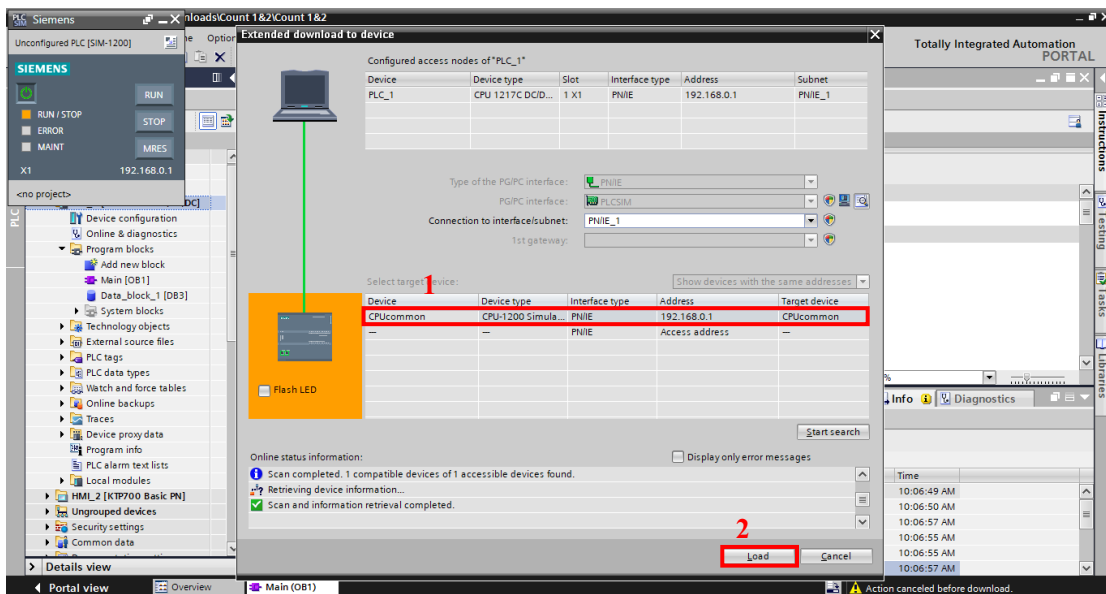 Siemens
nloads\Count 1&2\Count 1&2
Unconfigured PLC [SIM-1200]
SIEMENS
RUN
RUN / STOP
STOP
ERROR
MAINT
MRES
X1 192.168.0.1
<no project>
Option
Totally Integrated Automation
PORTAL
Extended download to device
Configured access nodes of "PLC_1"
Device Device type Slot Interface type Address Subnet
PLC_1 CPU 1217C DC/D... 1 X1 PN/IE 192.168.0.1 PN/IE_1
Type of the PG/PC interface: PN/IE
PG/PC interface: PLCSIM
Connection to interface/subnet: PN/IE_1
1st gateway:
Select target device: Show devices with the same addresses
1
Device Device type Interface type Address Target device
CPUcommon CPU-1200 Simula... PN/IE 192.168.0.1 CPUcommon
— — PN/IE Access address —
Flash LED
Start search
Online status information: Display only error messages
Scan completed. 1 compatible devices of 1 accessible devices found.
Retrieving device information...
Scan and information retrieval completed.
2
Load Cancel
DC]
Device configuration
Online & diagnostics
Program blocks
Add new block
Main [OB1]
Data_block_1 [DB3]
System blocks
Technology objects
External source files
PLC tags
PLC data types
Watch and force tables
Online backups
Traces
Device proxy data
Program info
PLC alarm text lists
Local modules
HMI_2 [KTP700 Basic PN]
Ungrouped devices
Security settings
Common data
Details view
Portal view Overview Main (OB1)
Instructions
Testing
Tasks
Libraries
%
Info Diagnostics
Time
10:06:49 AM
10:06:50 AM
10:06:57 AM
10:06:55 AM
10:06:55 AM
10:06:57 AM
Action canceled before download.